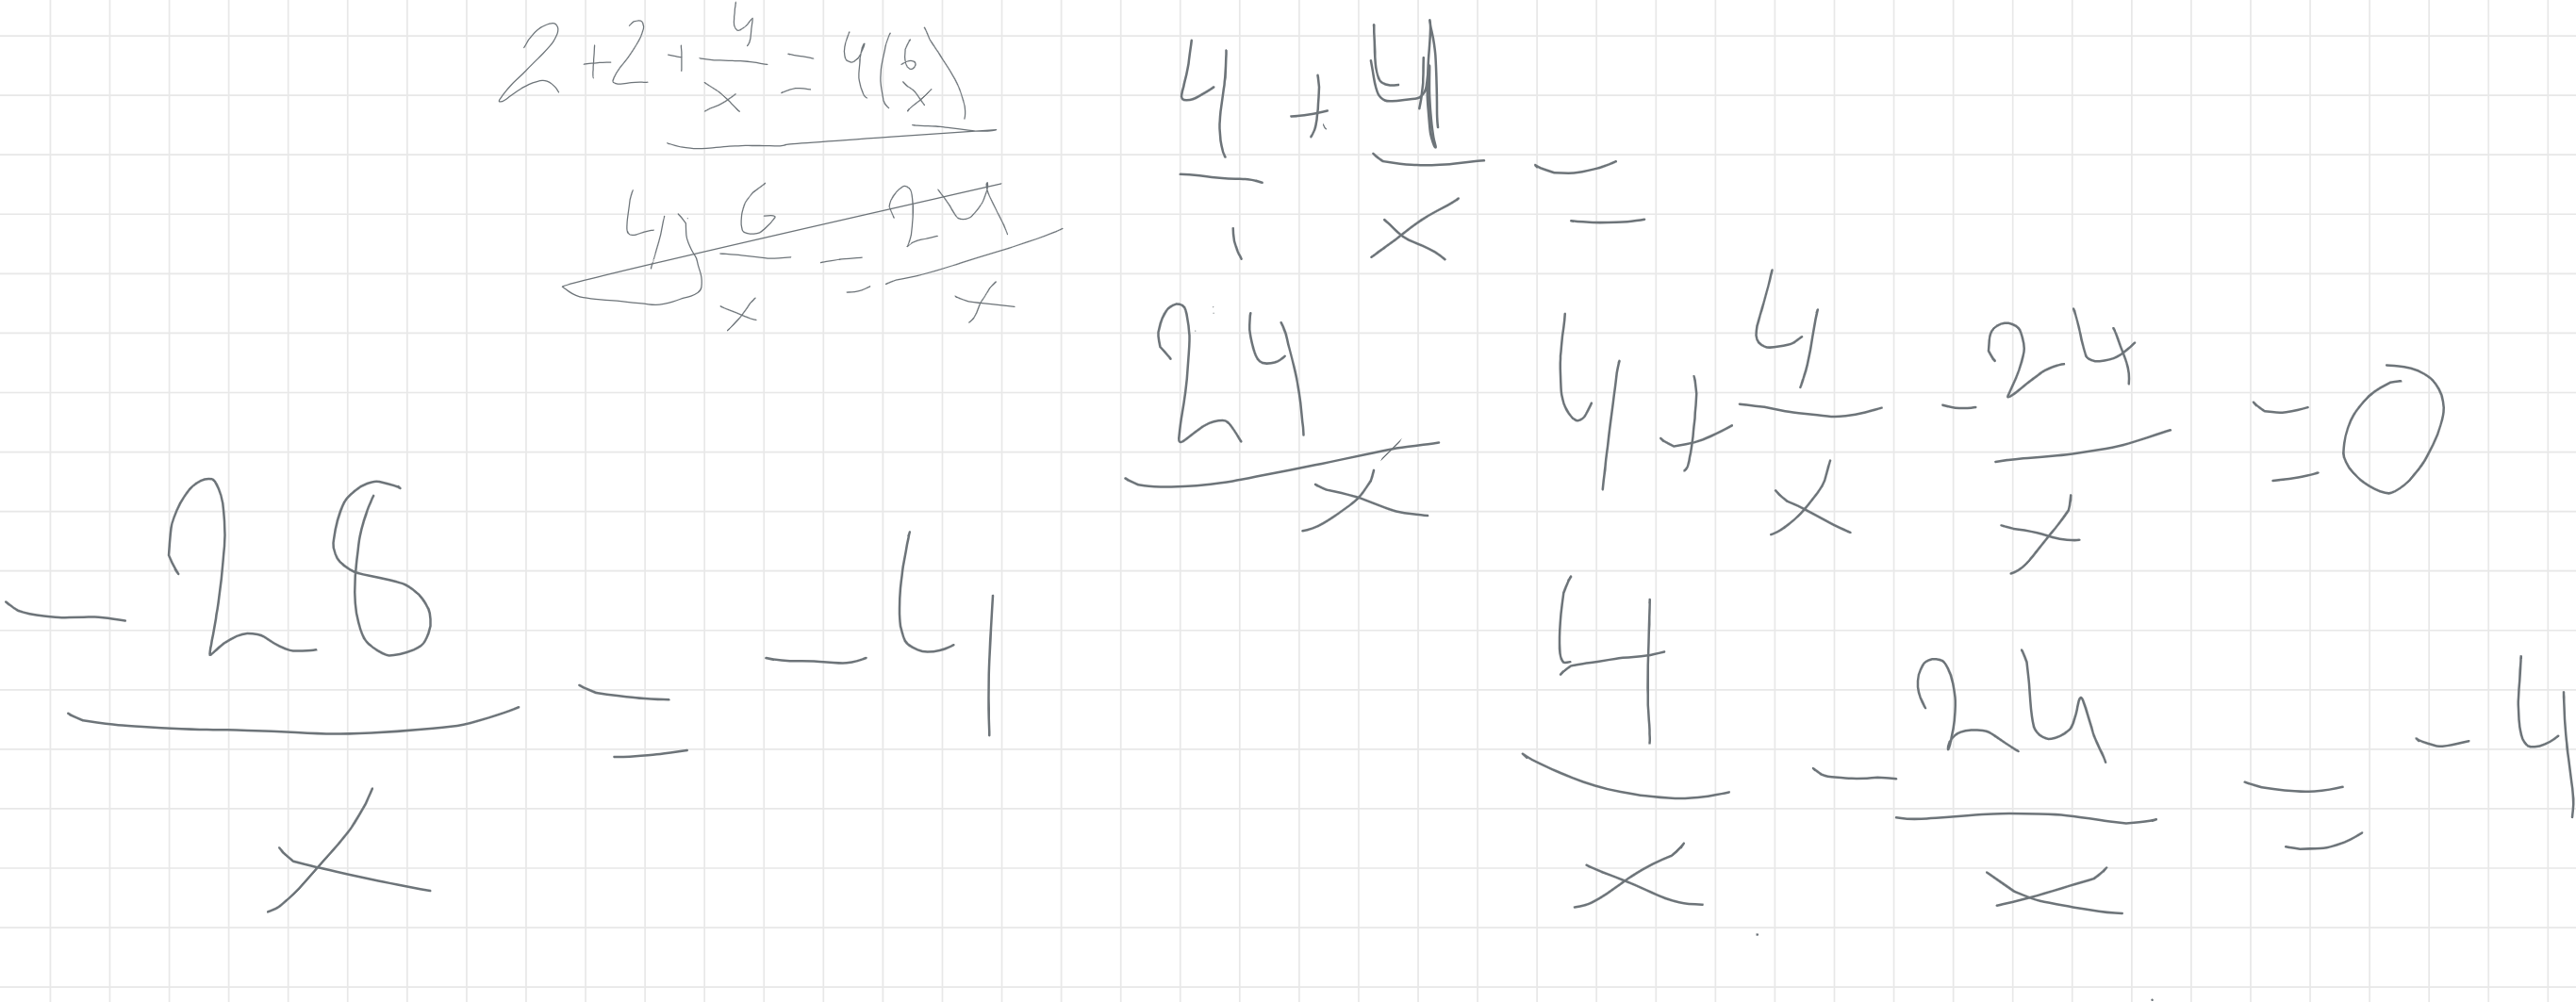 2 + 2 + 4/x = 4(6/x)
4) 6/x = 24/x
4/1 + 4/x =
24/x
4 + 4/x - 24/x = 0
4/x - 24/x = -4
-28/x = -4